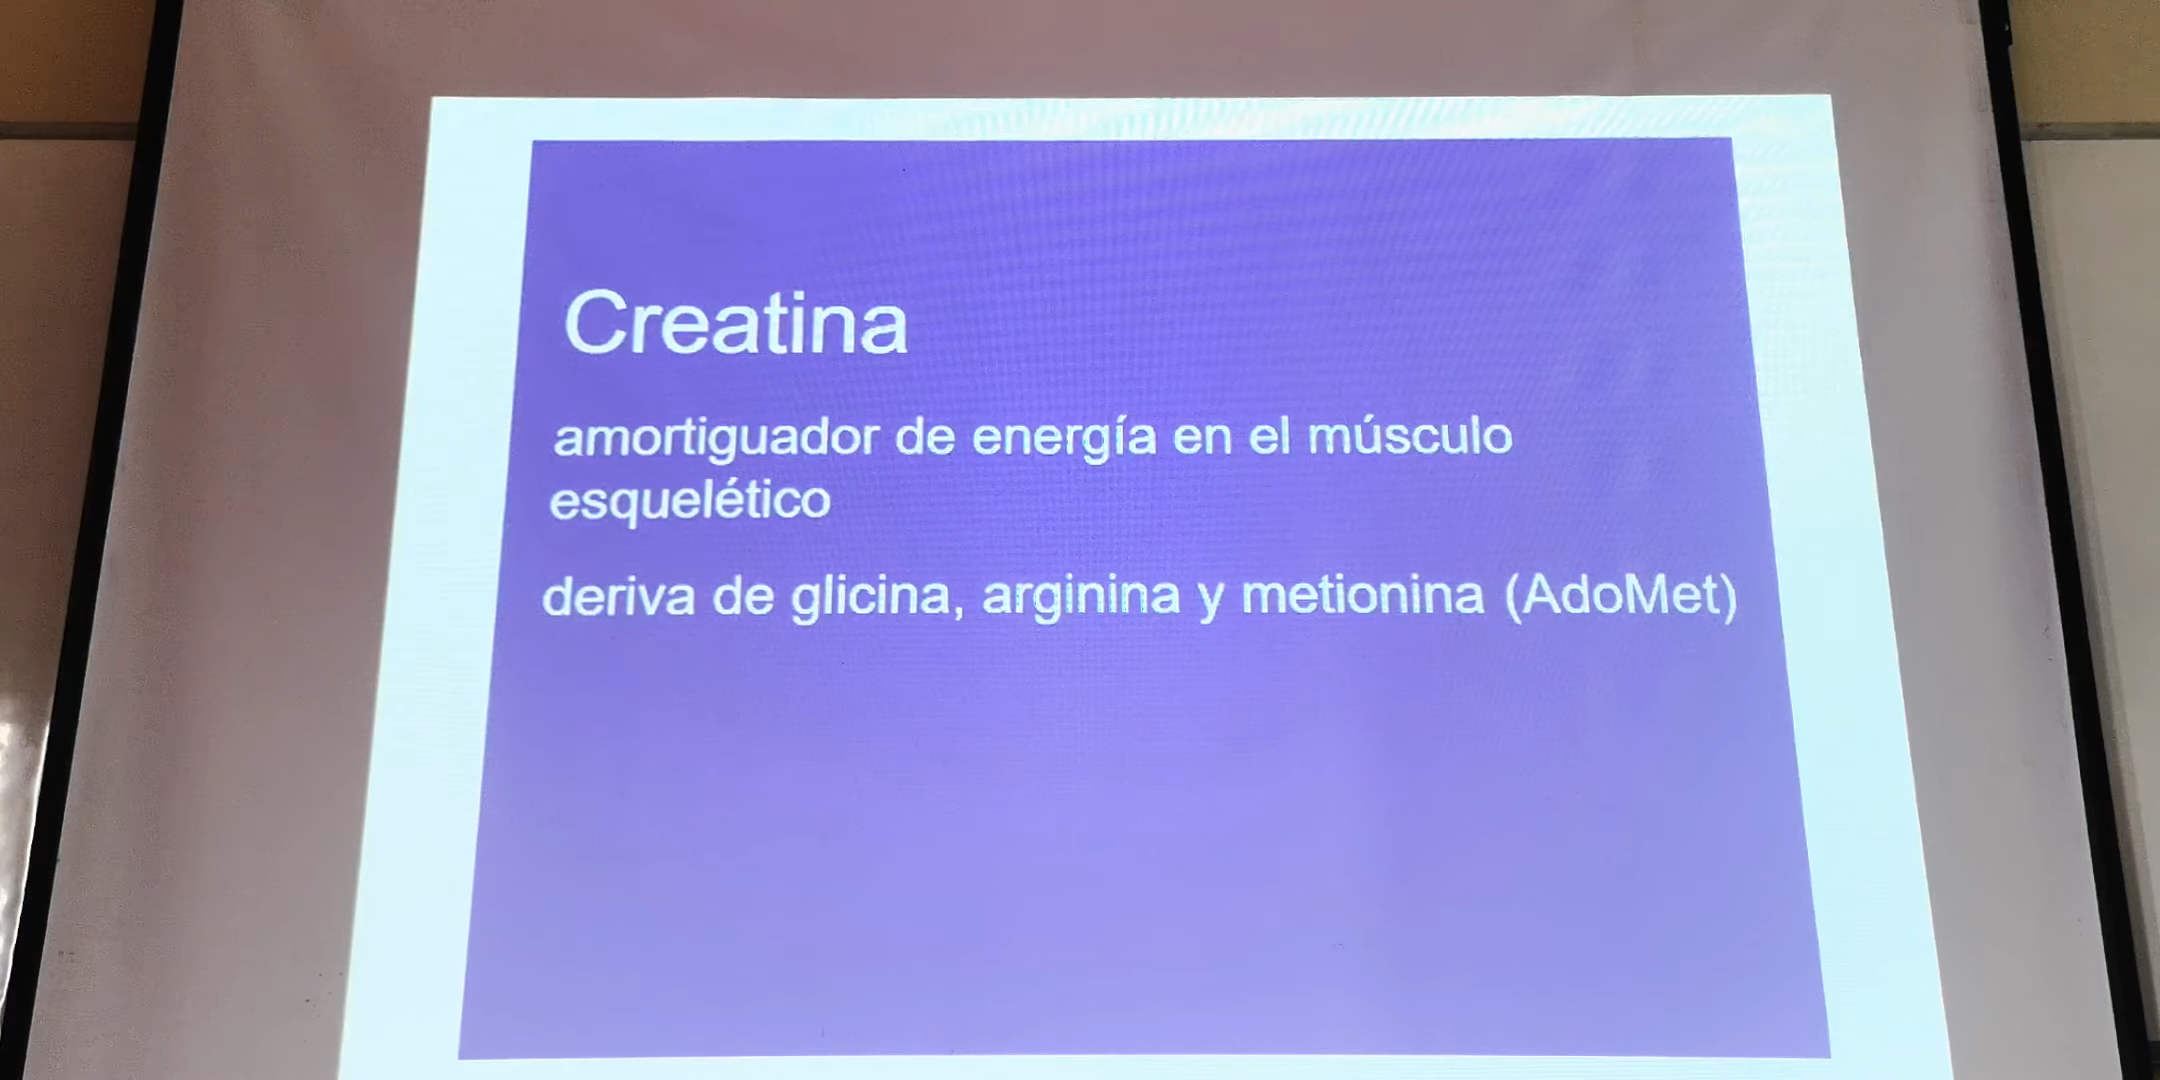 Creatina
amortiguador de energía en el músculo
esquelético
deriva de glicina, arginina y metionina (AdoMet)